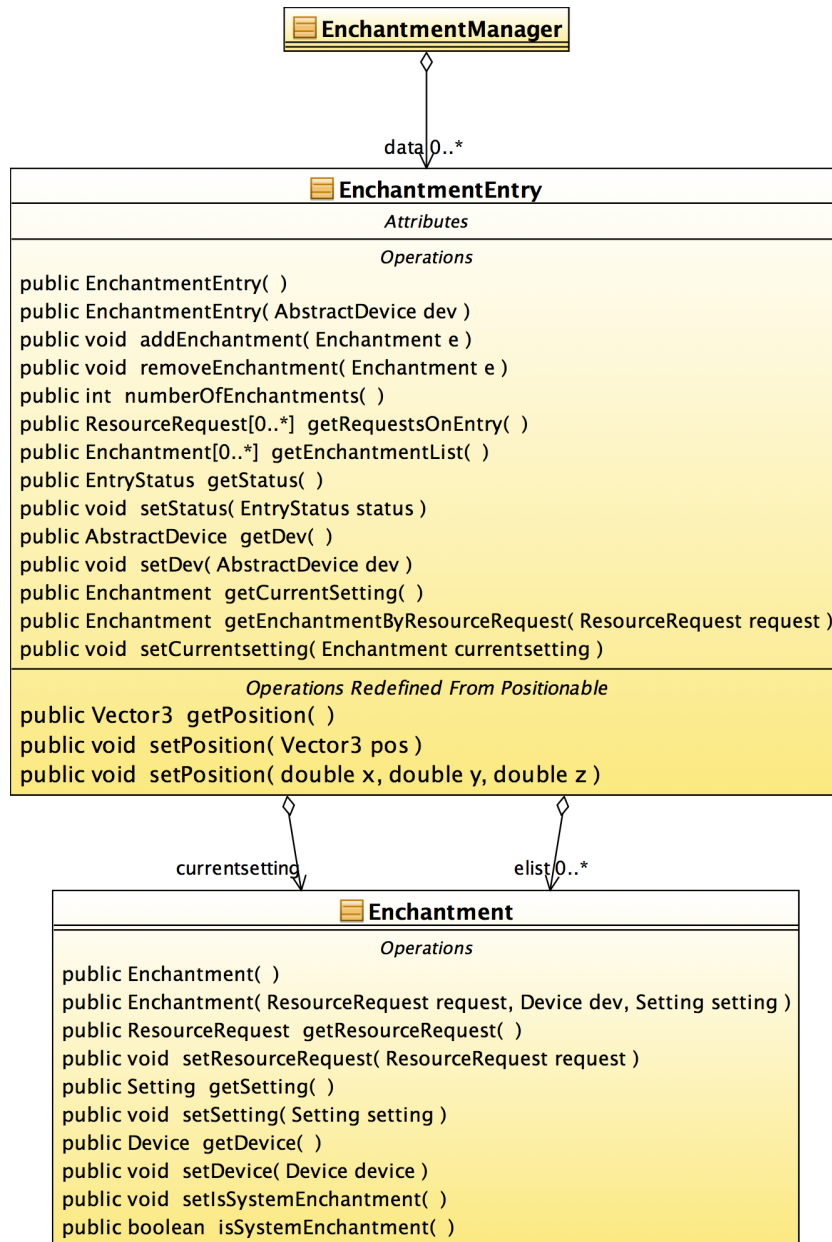 EnchantmentManager
data 0..*
EnchantmentEntry
Attributes
Operations
public EnchantmentEntry( )
public EnchantmentEntry( AbstractDevice dev )
public void addEnchantment( Enchantment e )
public void removeEnchantment( Enchantment e )
public int numberOfEnchantments( )
public ResourceRequest[0..*] getRequestsOnEntry( )
public Enchantment[0..*] getEnchantmentList( )
public EntryStatus getStatus( )
public void setStatus( EntryStatus status )
public AbstractDevice getDev( )
public void setDev( AbstractDevice dev )
public Enchantment getCurrentSetting( )
public Enchantment getEnchantmentByResourceRequest( ResourceRequest request )
public void setCurrentsetting( Enchantment currentsetting )
Operations Redefined From Positionable
public Vector3 getPosition( )
public void setPosition( Vector3 pos )
public void setPosition( double x, double y, double z )
currentsetting elist 0..*
Enchantment
Operations
public Enchantment( )
public Enchantment( ResourceRequest request, Device dev, Setting setting )
public ResourceRequest getResourceRequest( )
public void setResourceRequest( ResourceRequest request )
public Setting getSetting( )
public void setSetting( Setting setting )
public Device getDevice( )
public void setDevice( Device device )
public void setIsSystemEnchantment( )
public boolean isSystemEnchantment( )